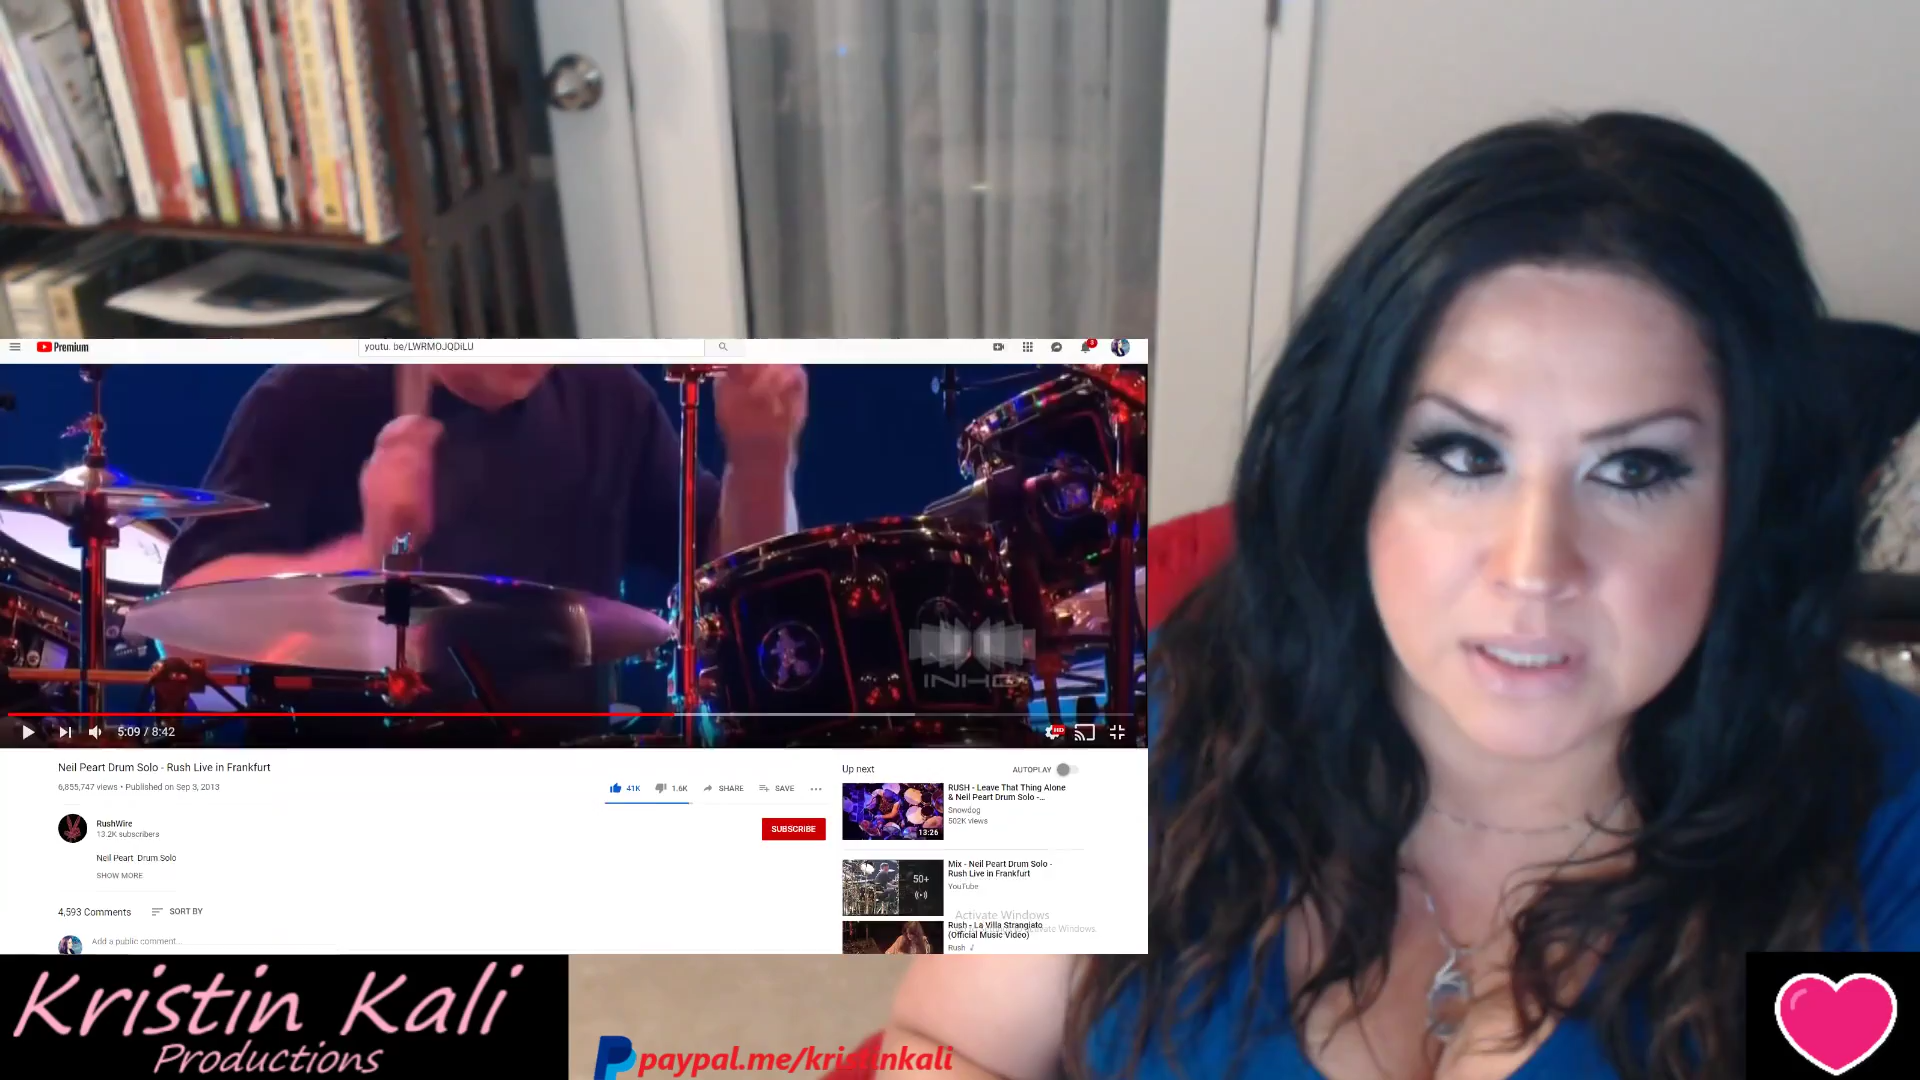 Premium
youtu. be/LWRMOJQDiLU
8
INHD
HD
5:09 / 8:42
Neil Peart Drum Solo - Rush Live in Frankfurt
6,855,747 views • Published on Sep 3, 2013
41K
1.6K
SHARE
SAVE
RushWire
13.2K subscribers
SUBSCRIBE
Neil Peart Drum Solo
SHOW MORE
4,593 Comments
SORT BY
Add a public comment...
Up next
AUTOPLAY
RUSH - Leave That Thing Alone
& Neil Peart Drum Solo -...
Snowdog
502K views
13:26
Mix - Neil Peart Drum Solo -
Rush Live in Frankfurt
YouTube
50+
Activate Windows
Rush - La Villa Strangiato
(Official Music Video)
Windows.
Rush
Kristin Kali
Productions
paypal.me/kristinkali